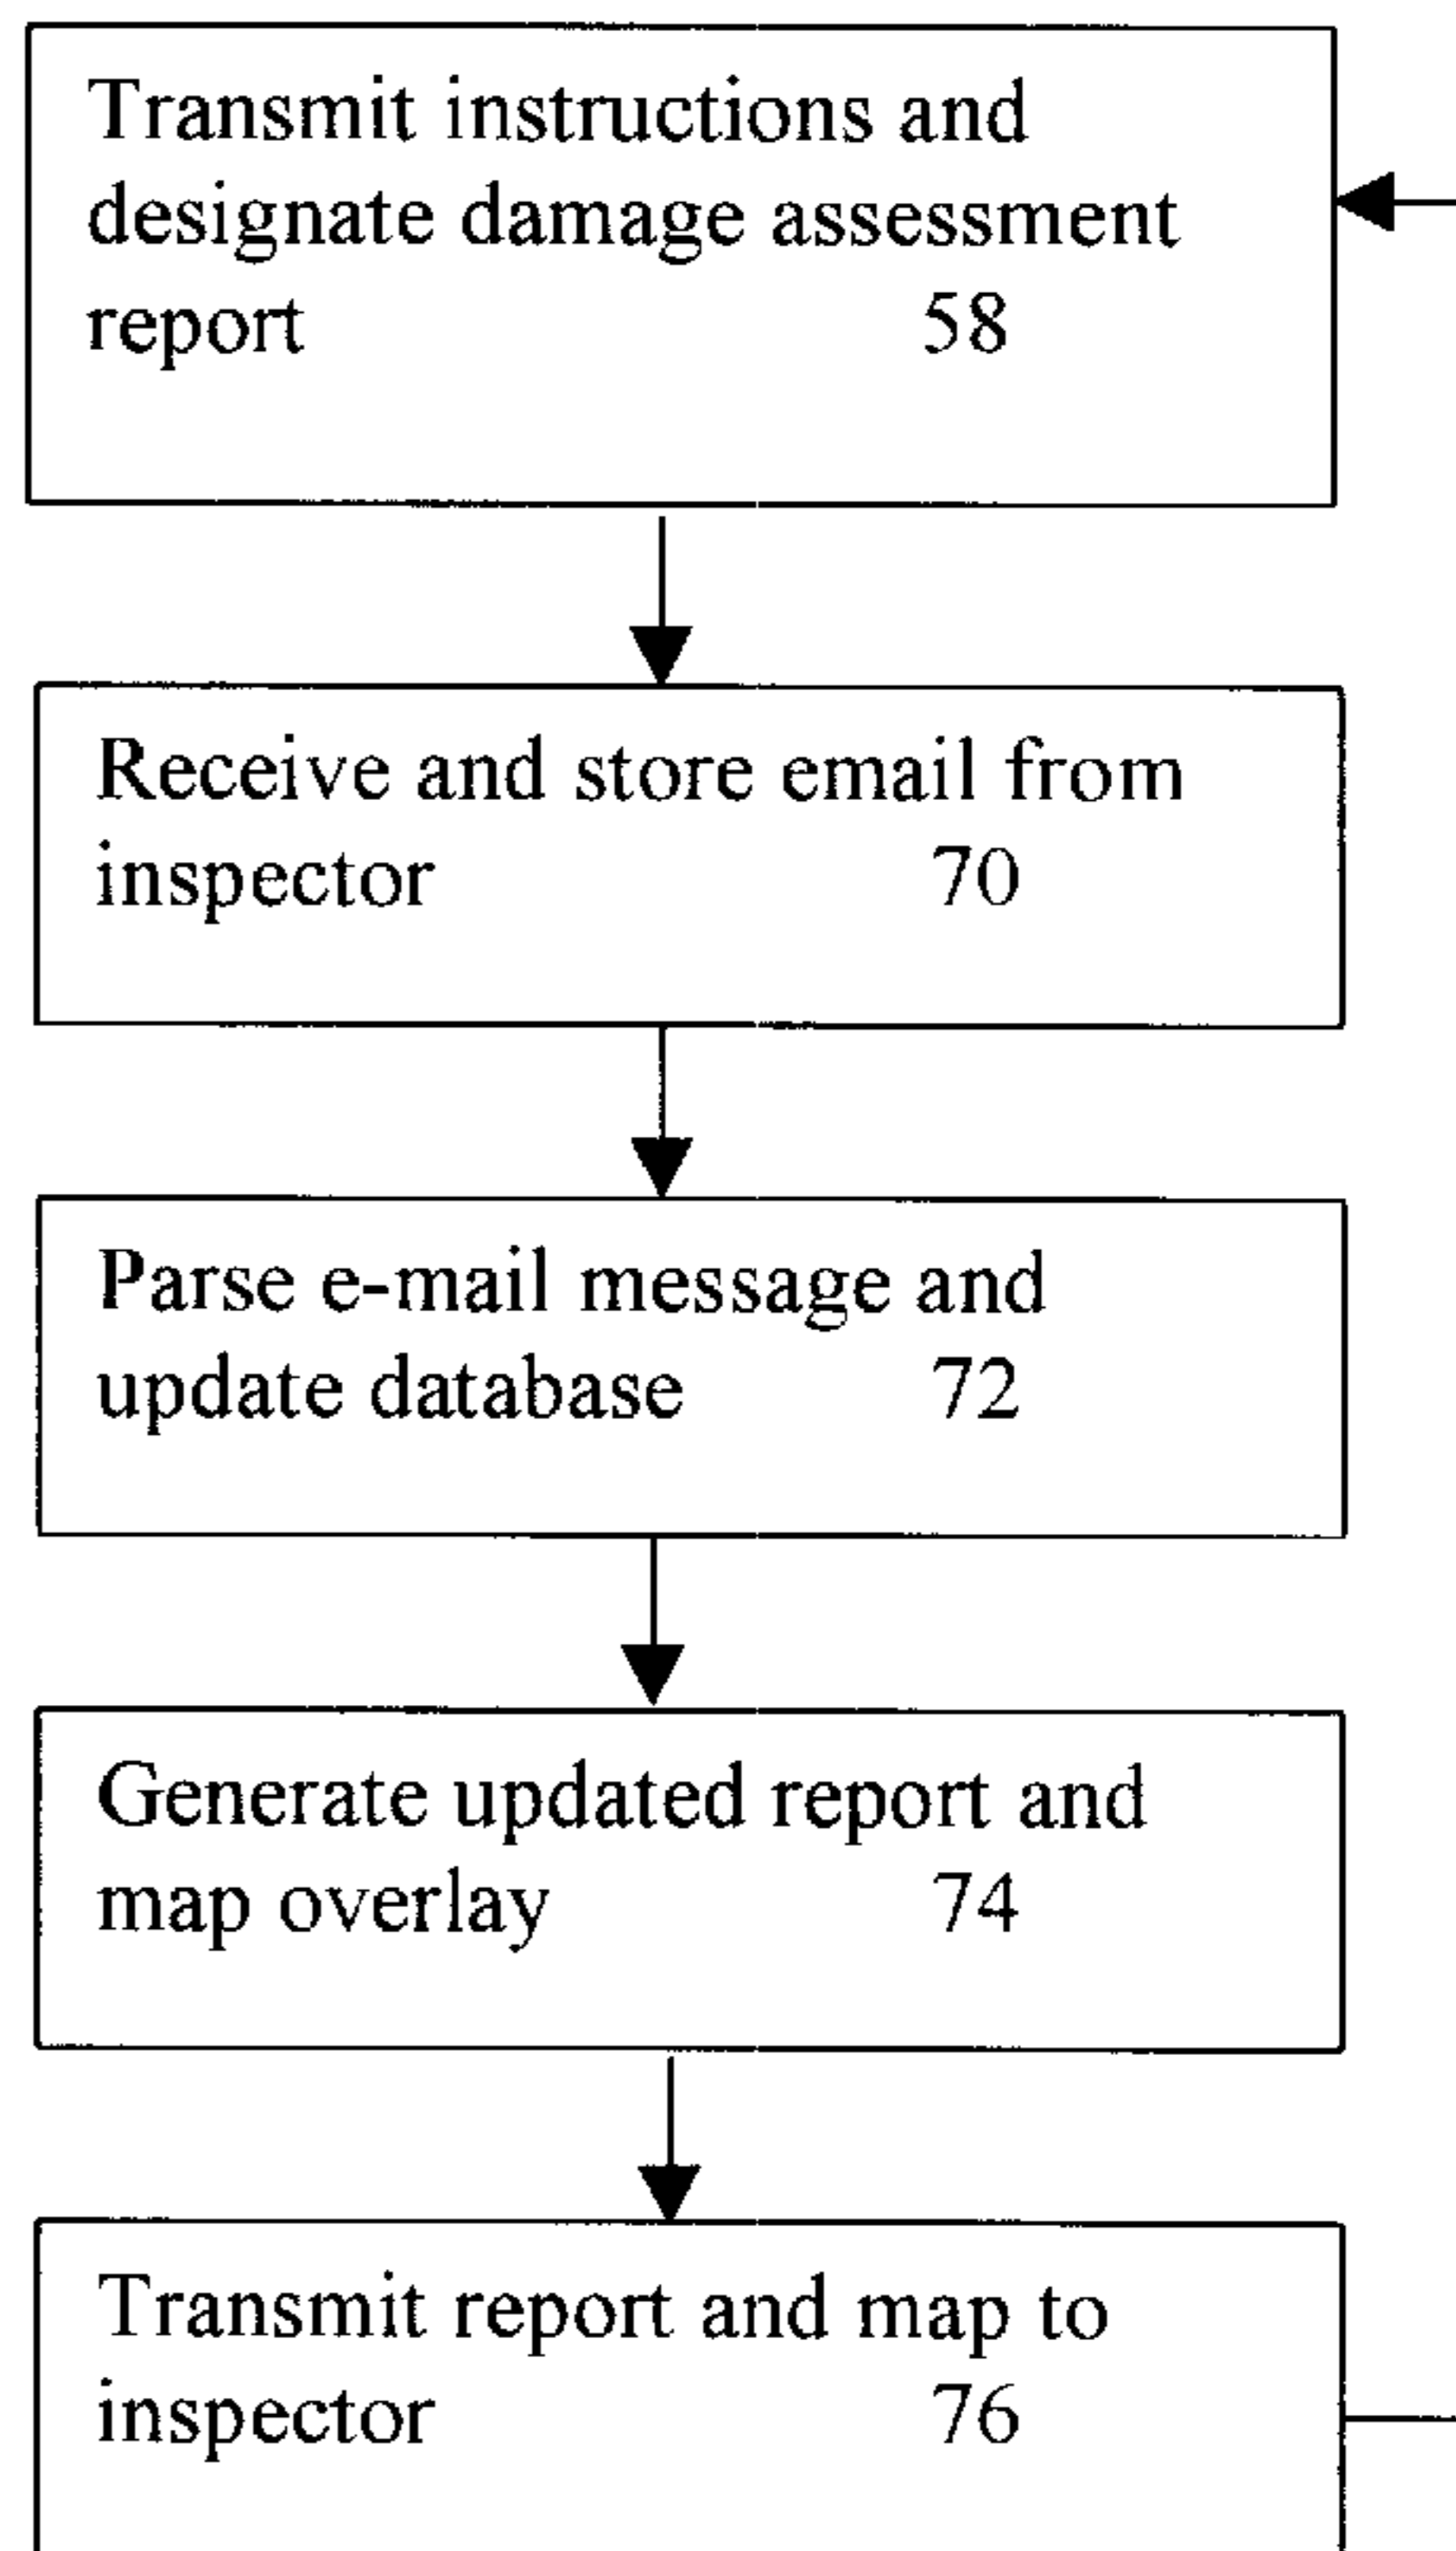 Transmit instructions and
designate damage assessment
report 58
Receive and store email from
inspector 70
Parse e-mail message and
update database 72
Generate updated report and
map overlay 74
Transmit report and map to
inspector 76